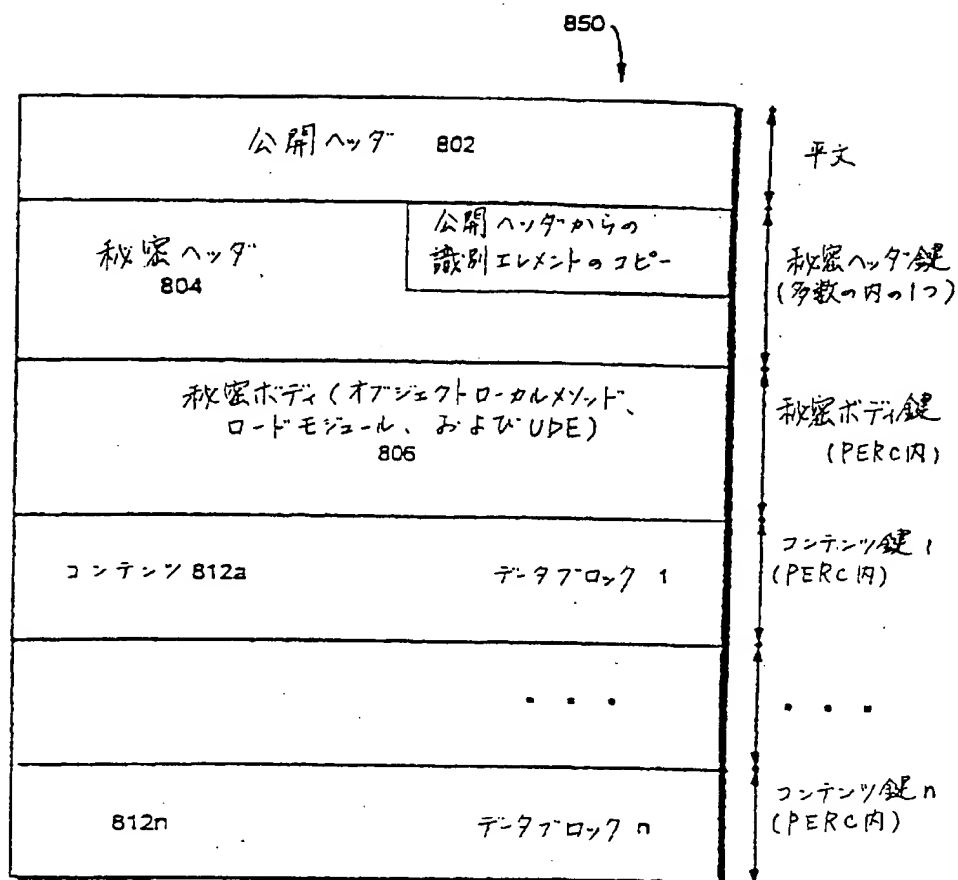 850
公開ヘッダ 802
平文
公開ヘッダからの
識別エレメントのコピー
秘密ヘッダ
804
秘密ヘッダ鍵
(多数の内の1つ)
秘密ボディ(オブジェクトローカルメソッド、
ロードモジュール、およびUDE)
806
秘密ボディ鍵
(PERC内)
コンテンツ 812a データブロック 1
コンテンツ鍵 1
(PERC内)
. . .
. . .
812n データブロック n
コンテンツ鍵 n
(PERC内)